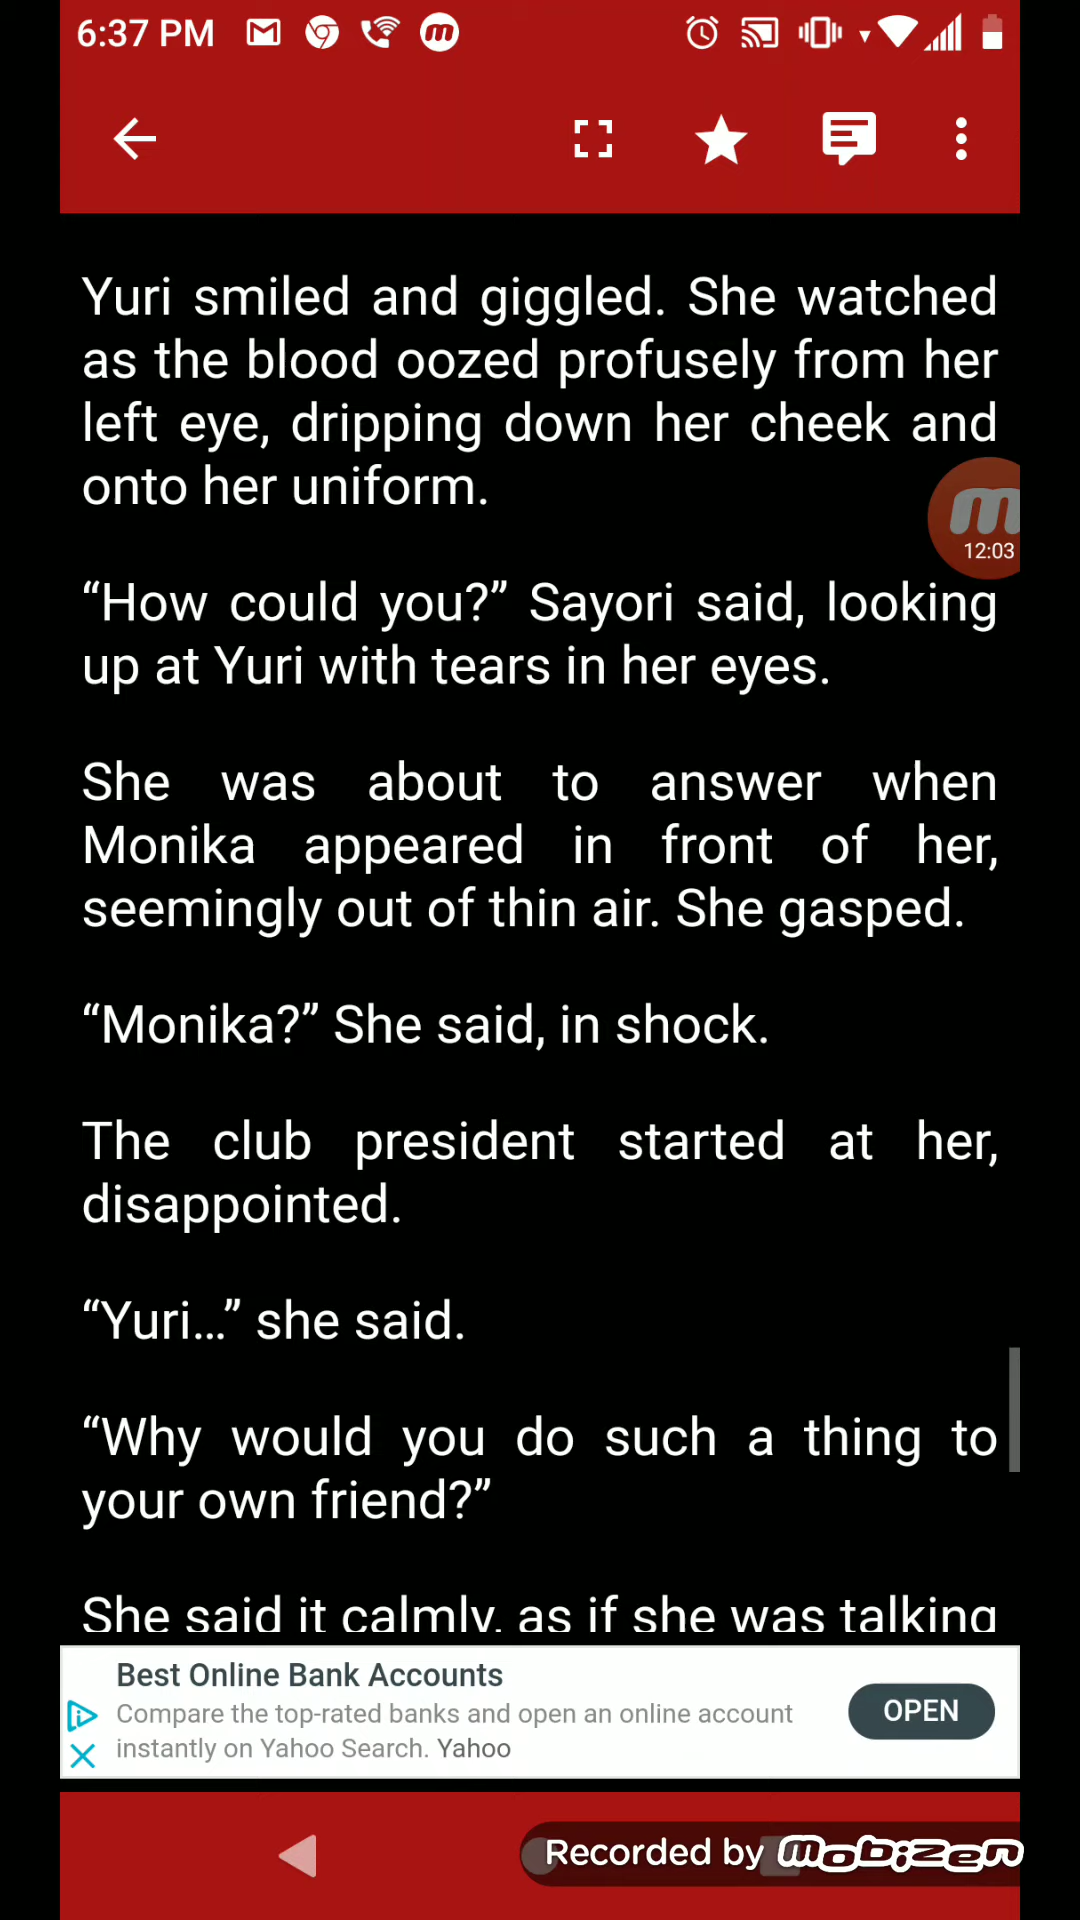 6:37 PM
Yuri smiled and giggled. She watched
as the blood oozed profusely from her
left eye, dripping down her cheek and
onto her uniform.
12:03
“How could you?” Sayori said, looking
up at Yuri with tears in her eyes.
She was about to answer when
Monika appeared in front of her,
seemingly out of thin air. She gasped.
“Monika?” She said, in shock.
The club president started at her,
disappointed.
“Yuri...” she said.
“Why would you do such a thing to
your own friend?”
She said it calmly, as if she was talking
Best Online Bank Accounts
Compare the top-rated banks and open an online account
instantly on Yahoo Search. Yahoo
OPEN
Recorded by mobizen